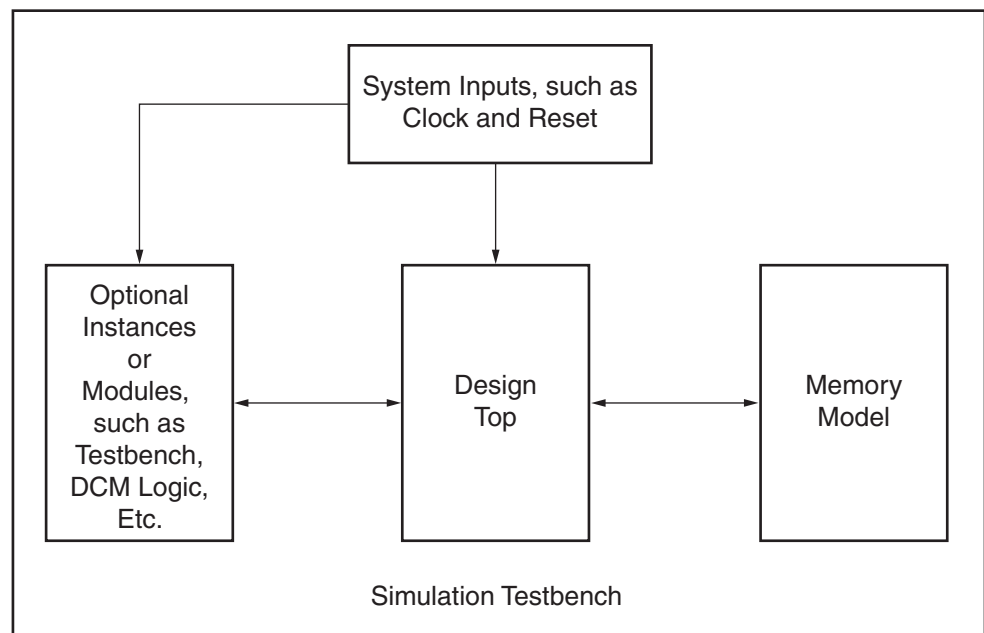 System Inputs, such as
Clock and Reset
Optional
Instances
or
Modules,
such as
Testbench,
DCM Logic,
Etc.
Design
Top
Memory
Model
Simulation Testbench